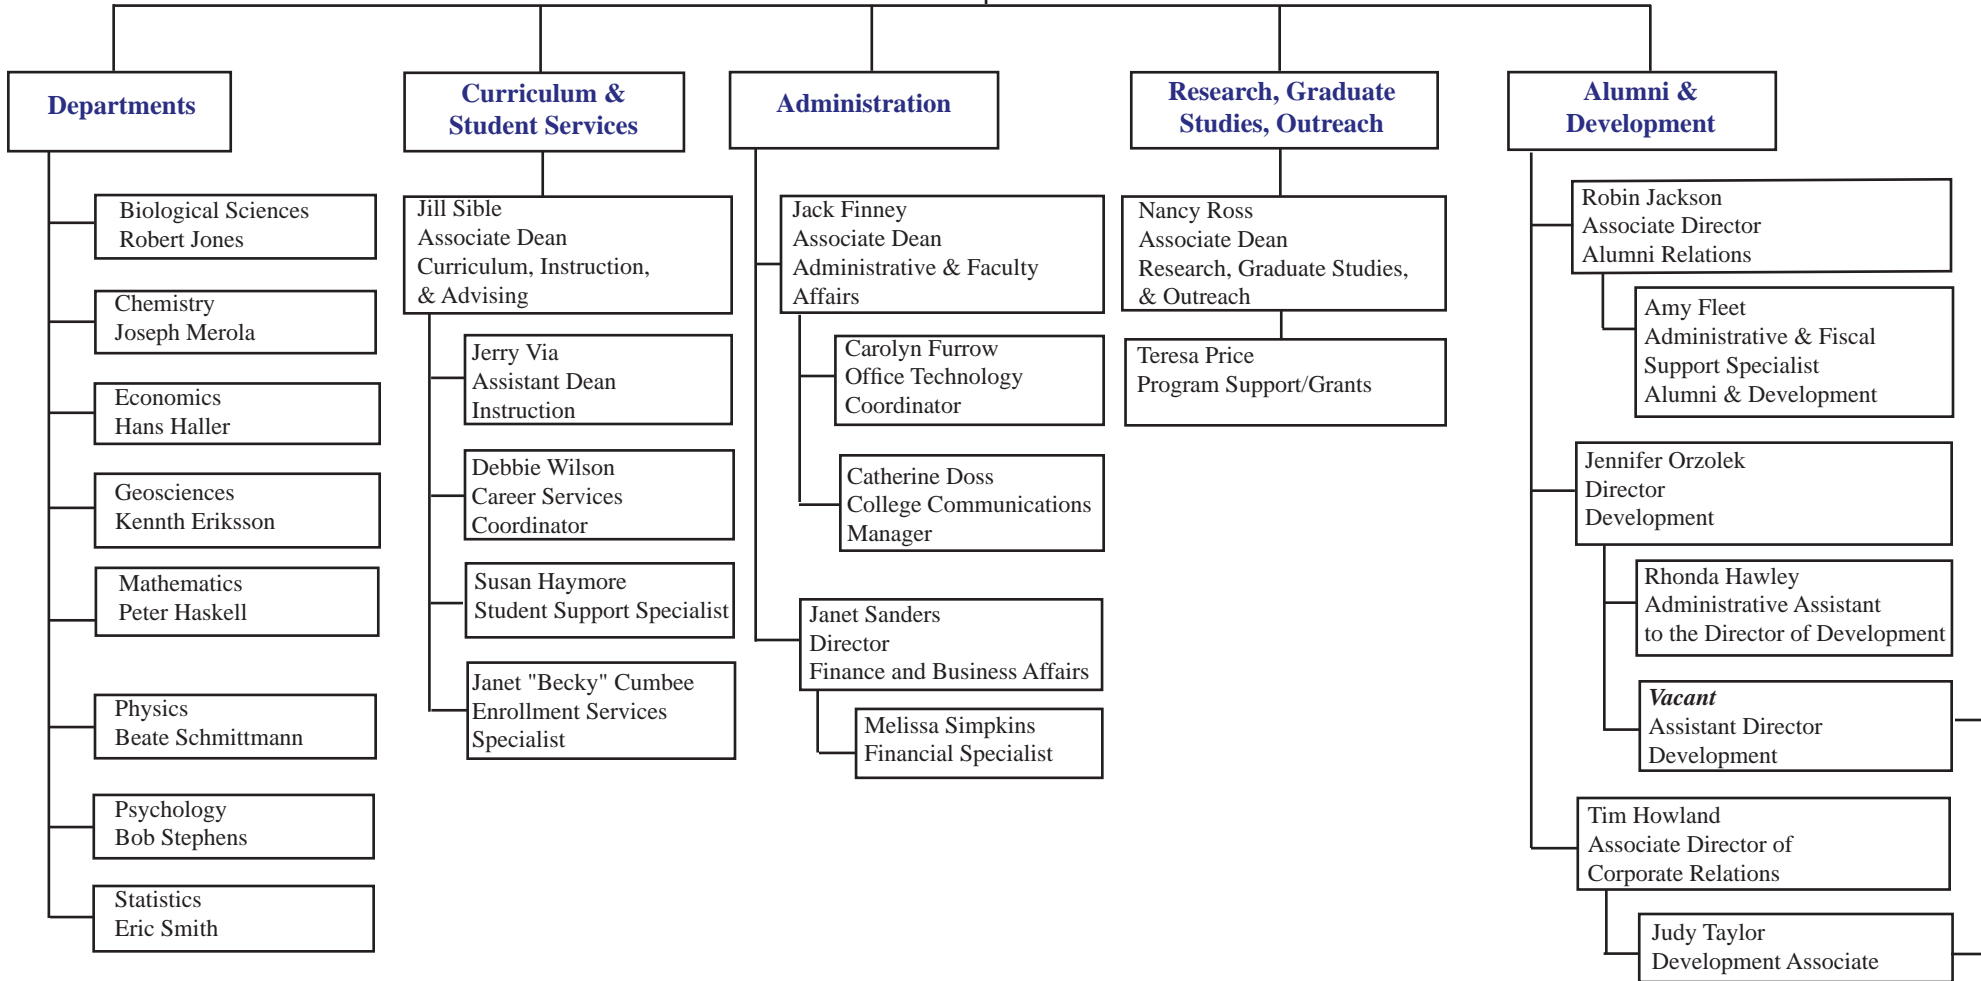 Departments
Biological Sciences
Robert Jones
Chemistry
Joseph Merola
Economics
Hans Haller
Geosciences
Kennth Eriksson
Mathematics
Peter Haskell
Physics
Beate Schmittmann
Psychology
Bob Stephens
Statistics
Eric Smith
Curriculum &
Student Services
Jill Sible
Associate Dean
Curriculum, Instruction,
& Advising
Jerry Via
Assistant Dean
Instruction
Debbie Wilson
Career Services
Coordinator
Susan Haymore
Student Support Specialist
Janet "Becky" Cumbee
Enrollment Services
Specialist
Administration
Jack Finney
Associate Dean
Administrative & Faculty
Affairs
Carolyn Furrow
Office Technology
Coordinator
Catherine Doss
College Communications
Manager
Janet Sanders
Director
Finance and Business Affairs
Melissa Simpkins
Financial Specialist
Research, Graduate
Studies, Outreach
Nancy Ross
Associate Dean
Research, Graduate Studies,
& Outreach
Teresa Price
Program Support/Grants
Alumni &
Development
Robin Jackson
Associate Director
Alumni Relations
Amy Fleet
Administrative & Fiscal
Support Specialist
Alumni & Development
Jennifer Orzolek
Director
Development
Rhonda Hawley
Administrative Assistant
to the Director of Development
Vacant
Assistant Director
Development
Tim Howland
Associate Director of
Corporate Relations
Judy Taylor
Development Associate